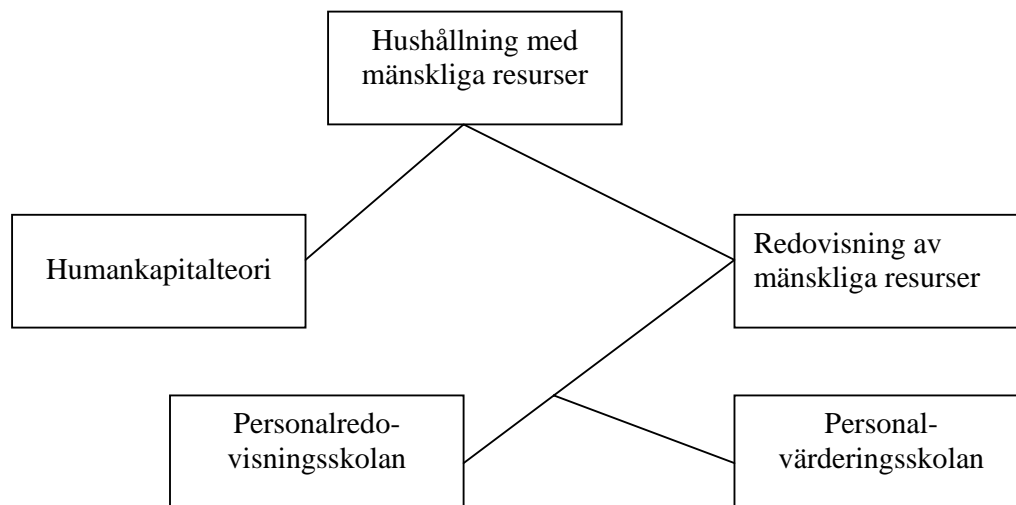 Hushållning med
mänskliga resurser
Humankapitalteori
Redovisning av
mänskliga resurser
Personalredo-
visningsskolan
Personal-
värderingsskolan